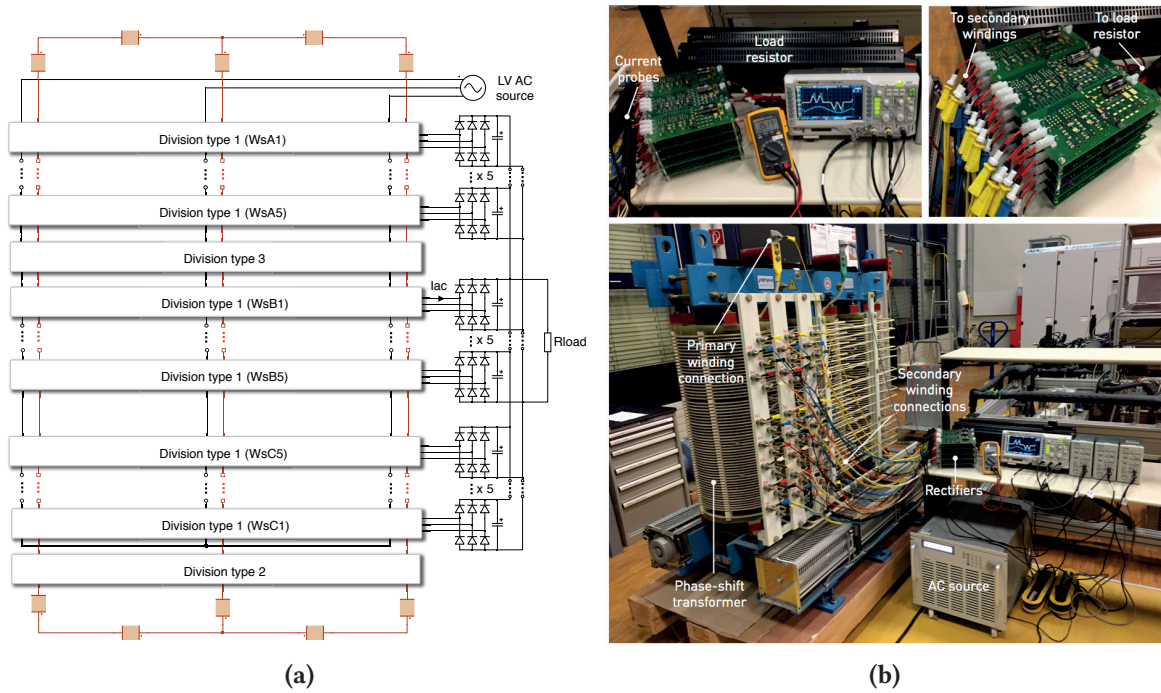 LV AC
source
Division type 1 (WsA1)
x 5
Division type 1 (WsA5)
Division type 3
Iac
Division type 1 (WsB1)
x 5
Rload
Division type 1 (WsB5)
Division type 1 (WsC5)
x 5
Division type 1 (WsC1)
Division type 2
(a)
Current
probes
Load
resistor
To secondary
windings
To load
resistor
Primary
winding
connection
Secondary
winding
connections
Rectifiers
Phase-shift
transformer
AC source
(b)